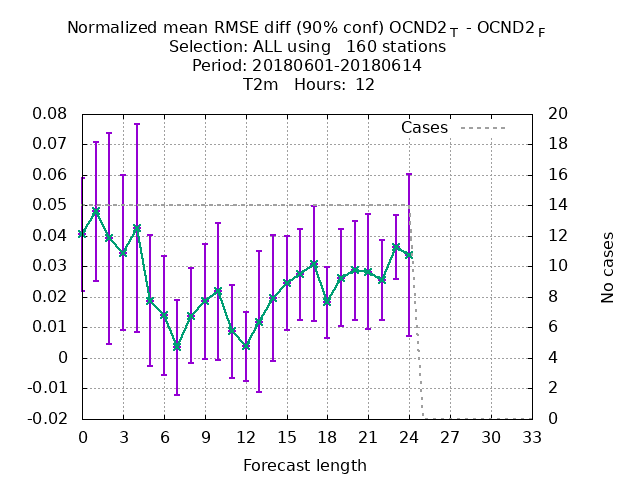 Normalized mean RMSE diff (90% conf) OCND2 T - OCND2 F
Selection: ALL using 160 stations
Period: 20180601-20180614
T2m Hours: 12
Cases
0.08
0.07
0.06
0.05
0.04
0.03
0.02
0.01
0
-0.01
-0.02
20
18
16
14
12
10
8
6
4
2
0
No cases
0 3 6 9 12 15 18 21 24 27 30 33
Forecast length